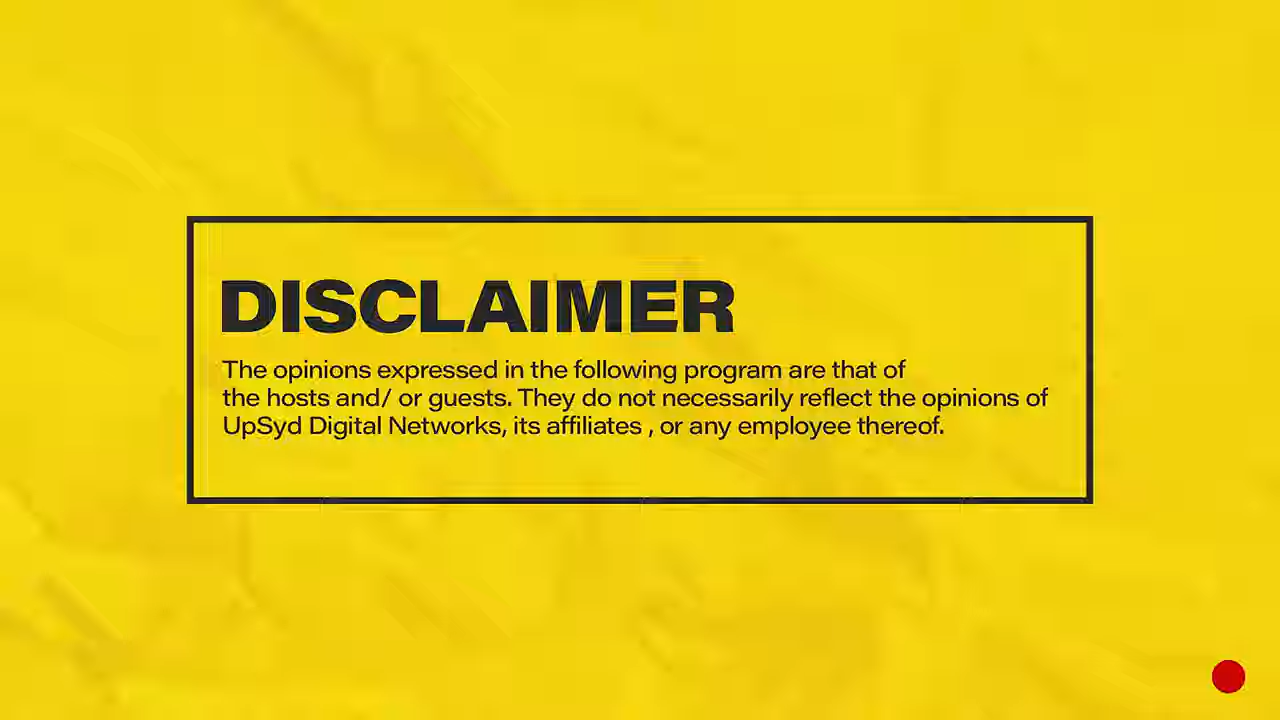 DISCLAIMER
The opinions expressed in the following program are that of
the hosts and/ or guests. They do not necessarily reflect the opinions of
UpSyd Digital Networks, its affiliates , or any employee thereof.